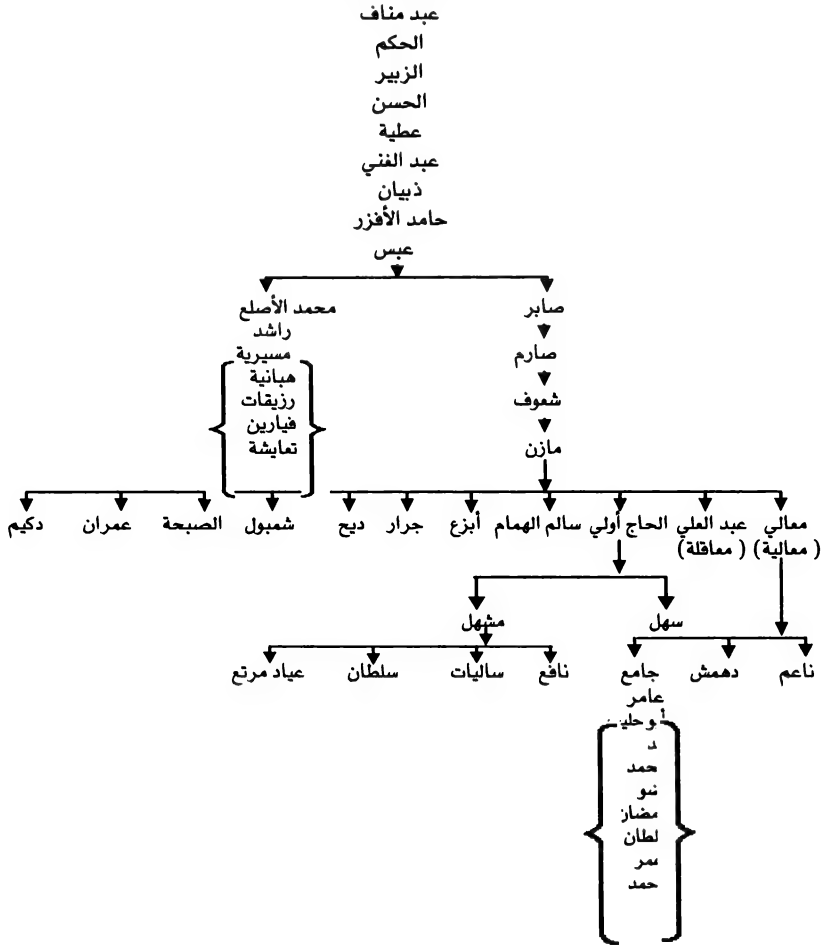 عبد مناف
الحكم
الزبير
الحسن
عطية
عبد الفني
ذبيان
حامد الأفزر
عبس
صابر محمد الأصلع
راشد
صارم مسيرية
هبانية
شعوف رزيقات
فيارين
مازن تعايشة
معالي عبد العلي الحاج أولي سالم الهمام أبزع جرار ديح شمبول الصبحة عمران دكيم
( معالية ) ( معاقلة )
سهل مشهل
ناعم دهمش جامع نافع ساليات سلطان عياد مرتع
عامر
حمد